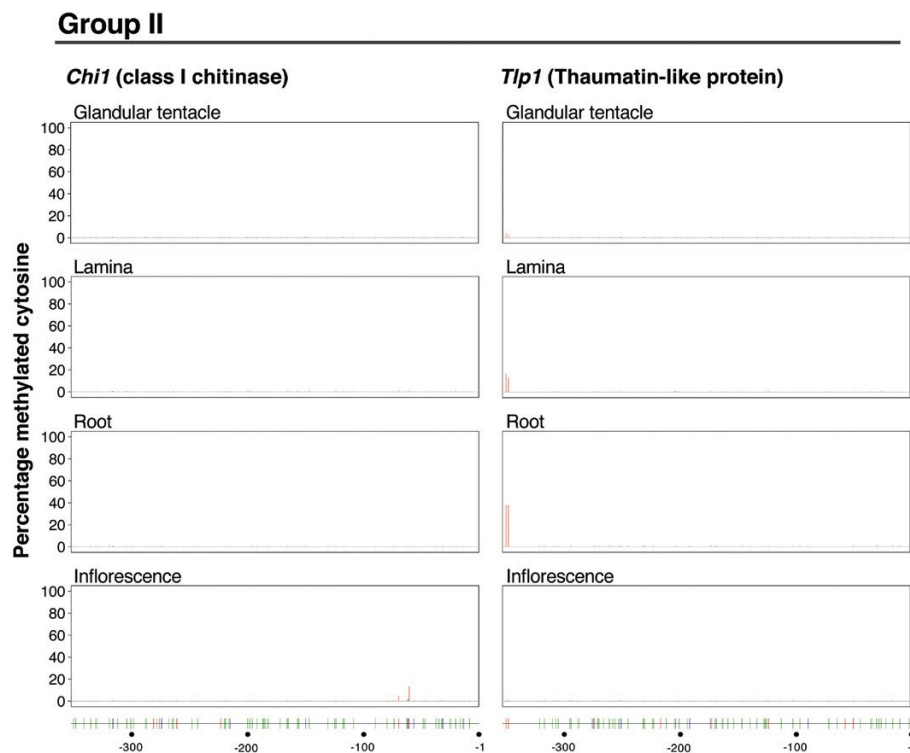 Group II
Chi1 (class I chitinase)
Tlp1 (Thaumatin-like protein)
Percentage methylated cytosine
Glandular tentacle
100
80
60
40
20
0
Glandular tentacle
Lamina
100
80
60
40
20
0
Lamina
Root
100
80
60
40
20
0
Root
Inflorescence
100
80
60
40
20
0
Inflorescence
-300 -100 -1
-300 -200 -100